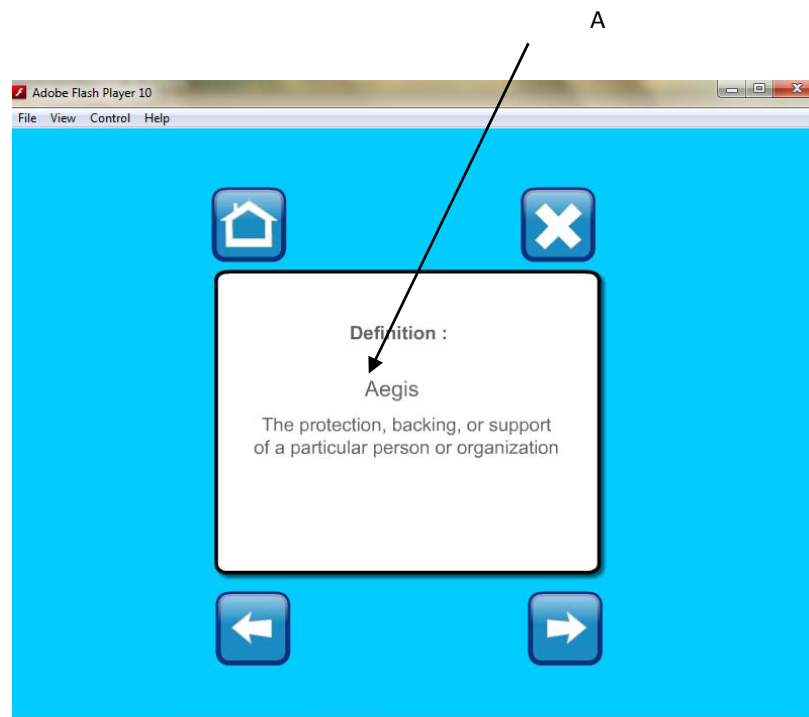 A
Adobe Flash Player 10
File View Control Help
Definition :
Aegis
The protection, backing, or support
of a particular person or organization